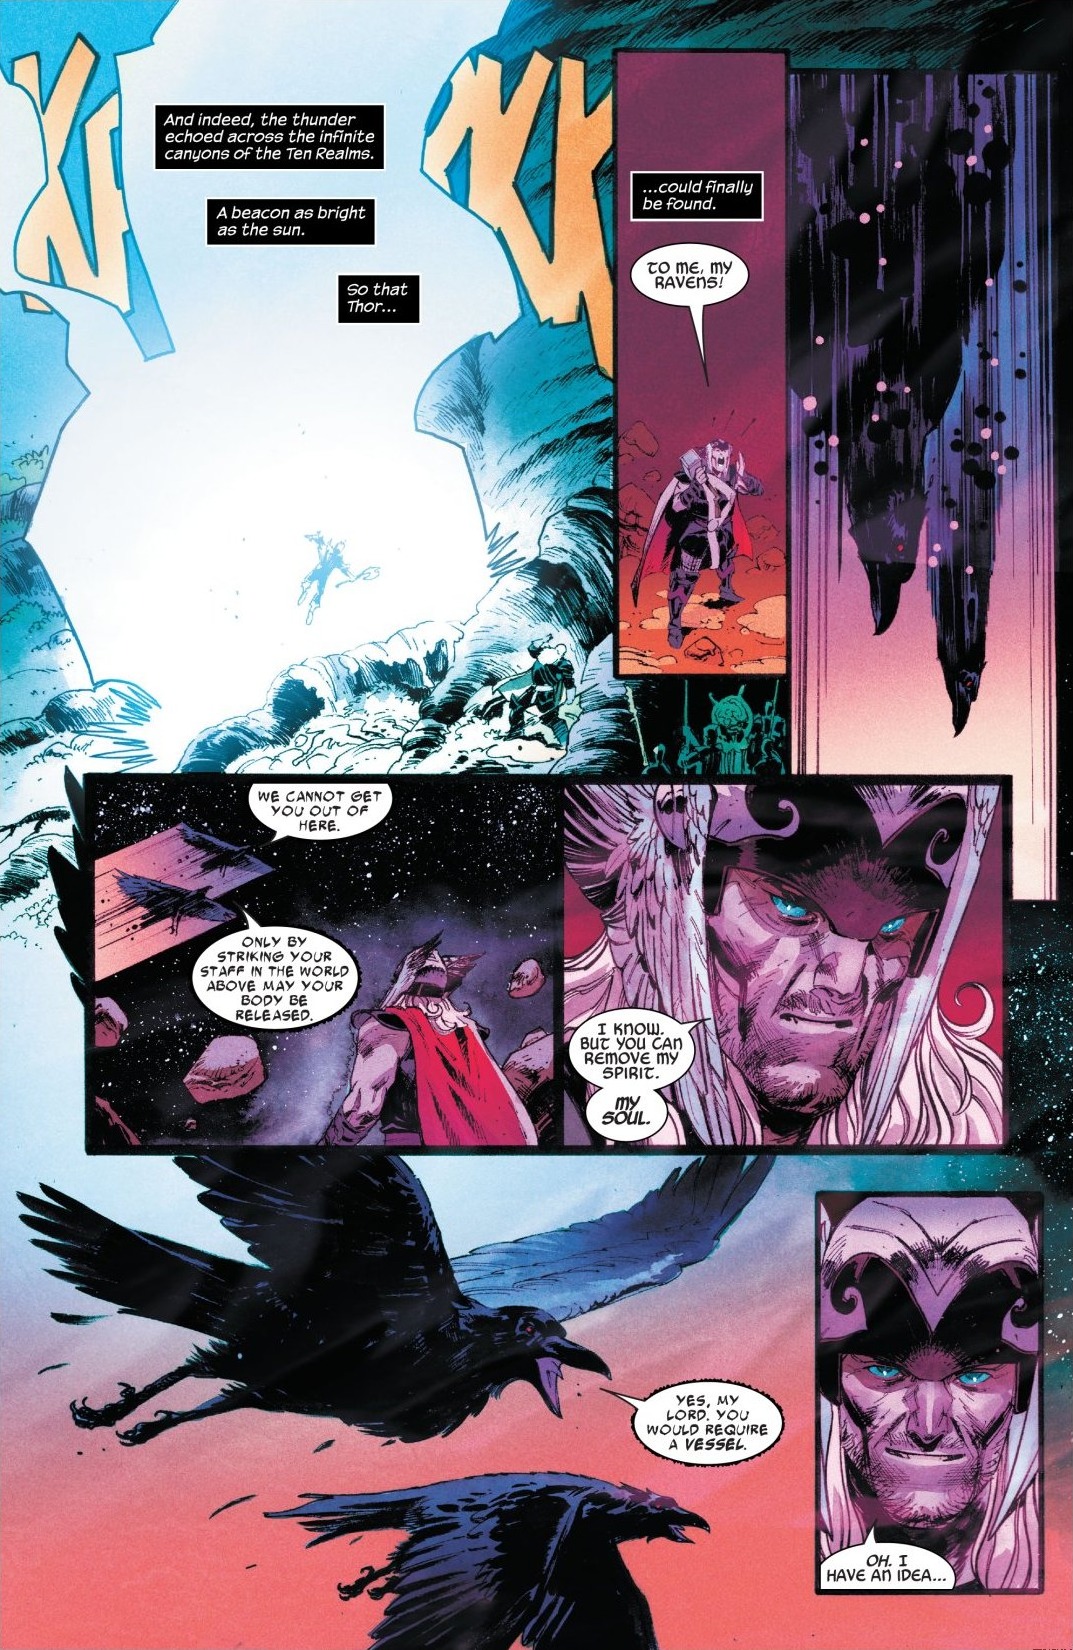 And indeed, the thunder
echoed across the infinite
canyons of the Ten Realms.
A beacon as bright
as the sun.
So that
Thor...
...could finally
be found.
TO ME, MY
RAVENS!
WE CANNOT GET
YOU OUT OF
HERE.
ONLY BY
STRIKING YOUR
STAFF IN THE WORLD
ABOVE MAY YOUR
BODY BE
RELEASED.
I KNOW.
BUT YOU CAN
REMOVE MY
SPIRIT.
MY
SOUL.
YES, MY
LORD. YOU
WOULD REQUIRE
A VESSEL.
OH. I
HAVE AN IDEA...